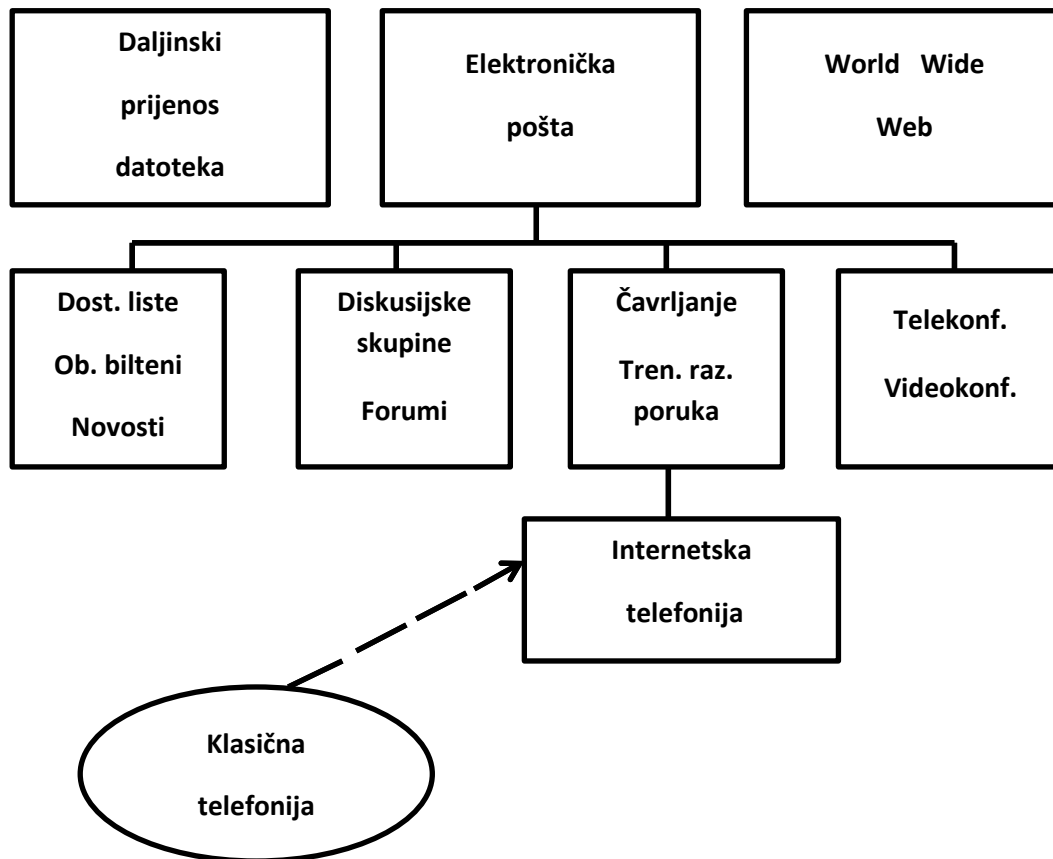 Daljinski
prijenos
datoteka
Elektronička
pošta
World Wide
Web
Dost. liste
Ob. bilteni
Novosti
Diskusijske
skupine
Forumi
Čavrljanje
Tren. raz.
poruka
Telekonf.
Videokonf.
Internetska
telefonija
Klasična
telefonija